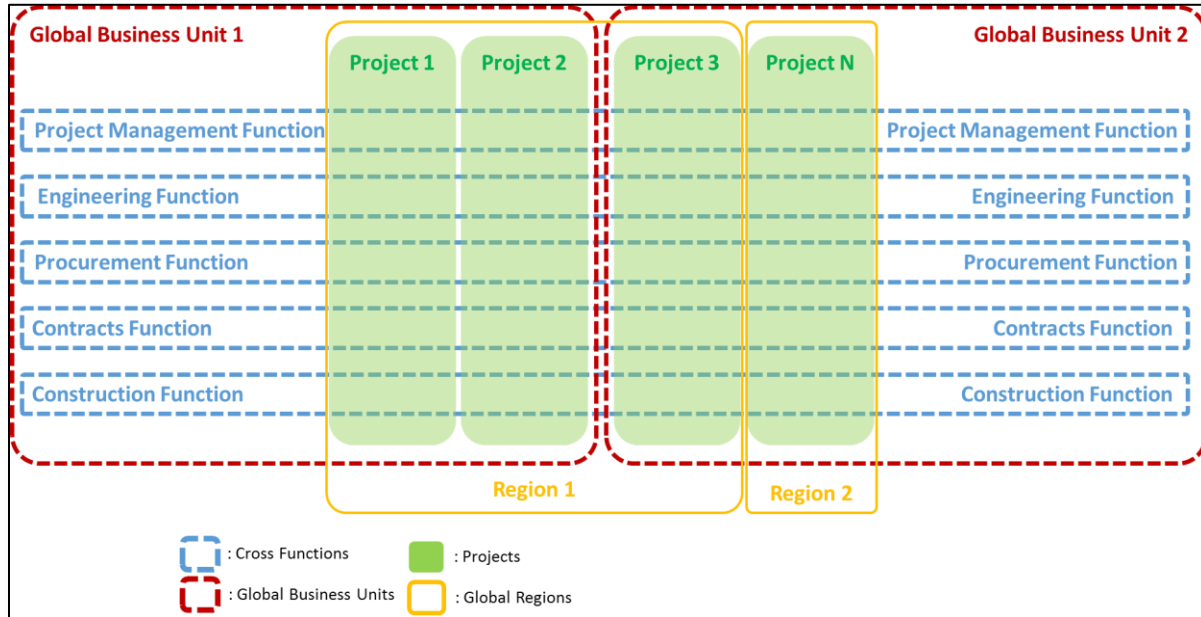 Global Business Unit 1
Global Business Unit 2
Project 1
Project 2
Project 3
Project N
Project Management Function
Project Management Function
Engineering Function
Engineering Function
Procurement Function
Procurement Function
Contracts Function
Contracts Function
Construction Function
Construction Function
Region 1
Region 2
: Cross Functions
: Projects
: Global Business Units
: Global Regions